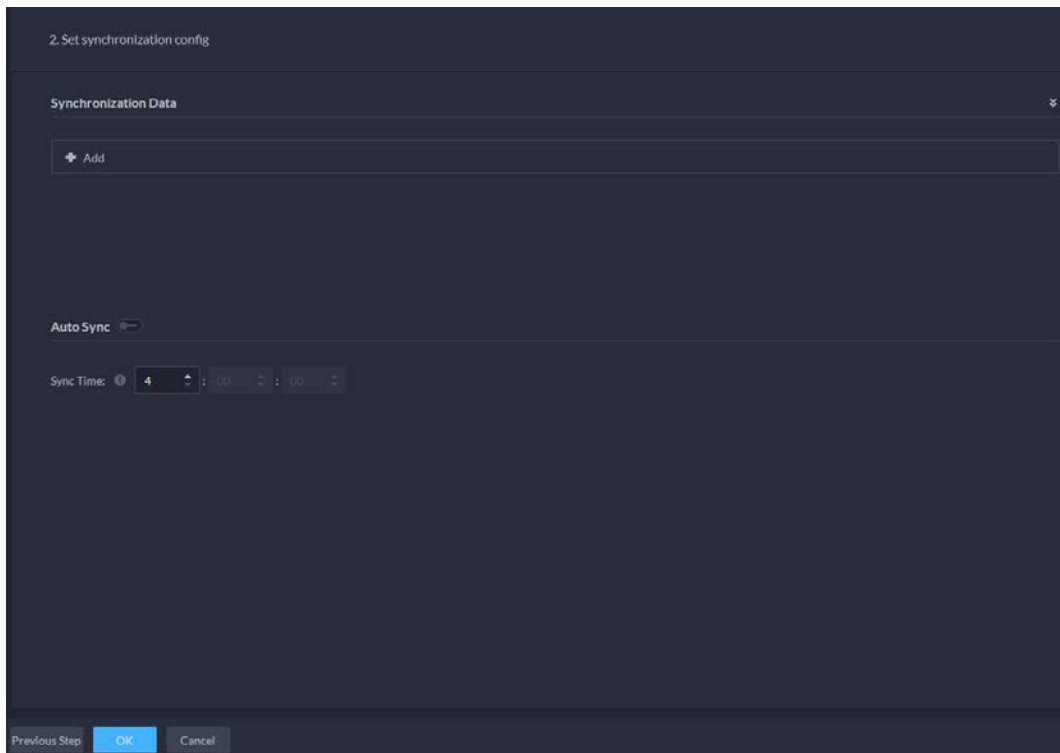 2. Set synchronization config
Synchronization Data
Add
Auto Sync
Sync Time: 4 : 00 : 00
Previous Step OK Cancel